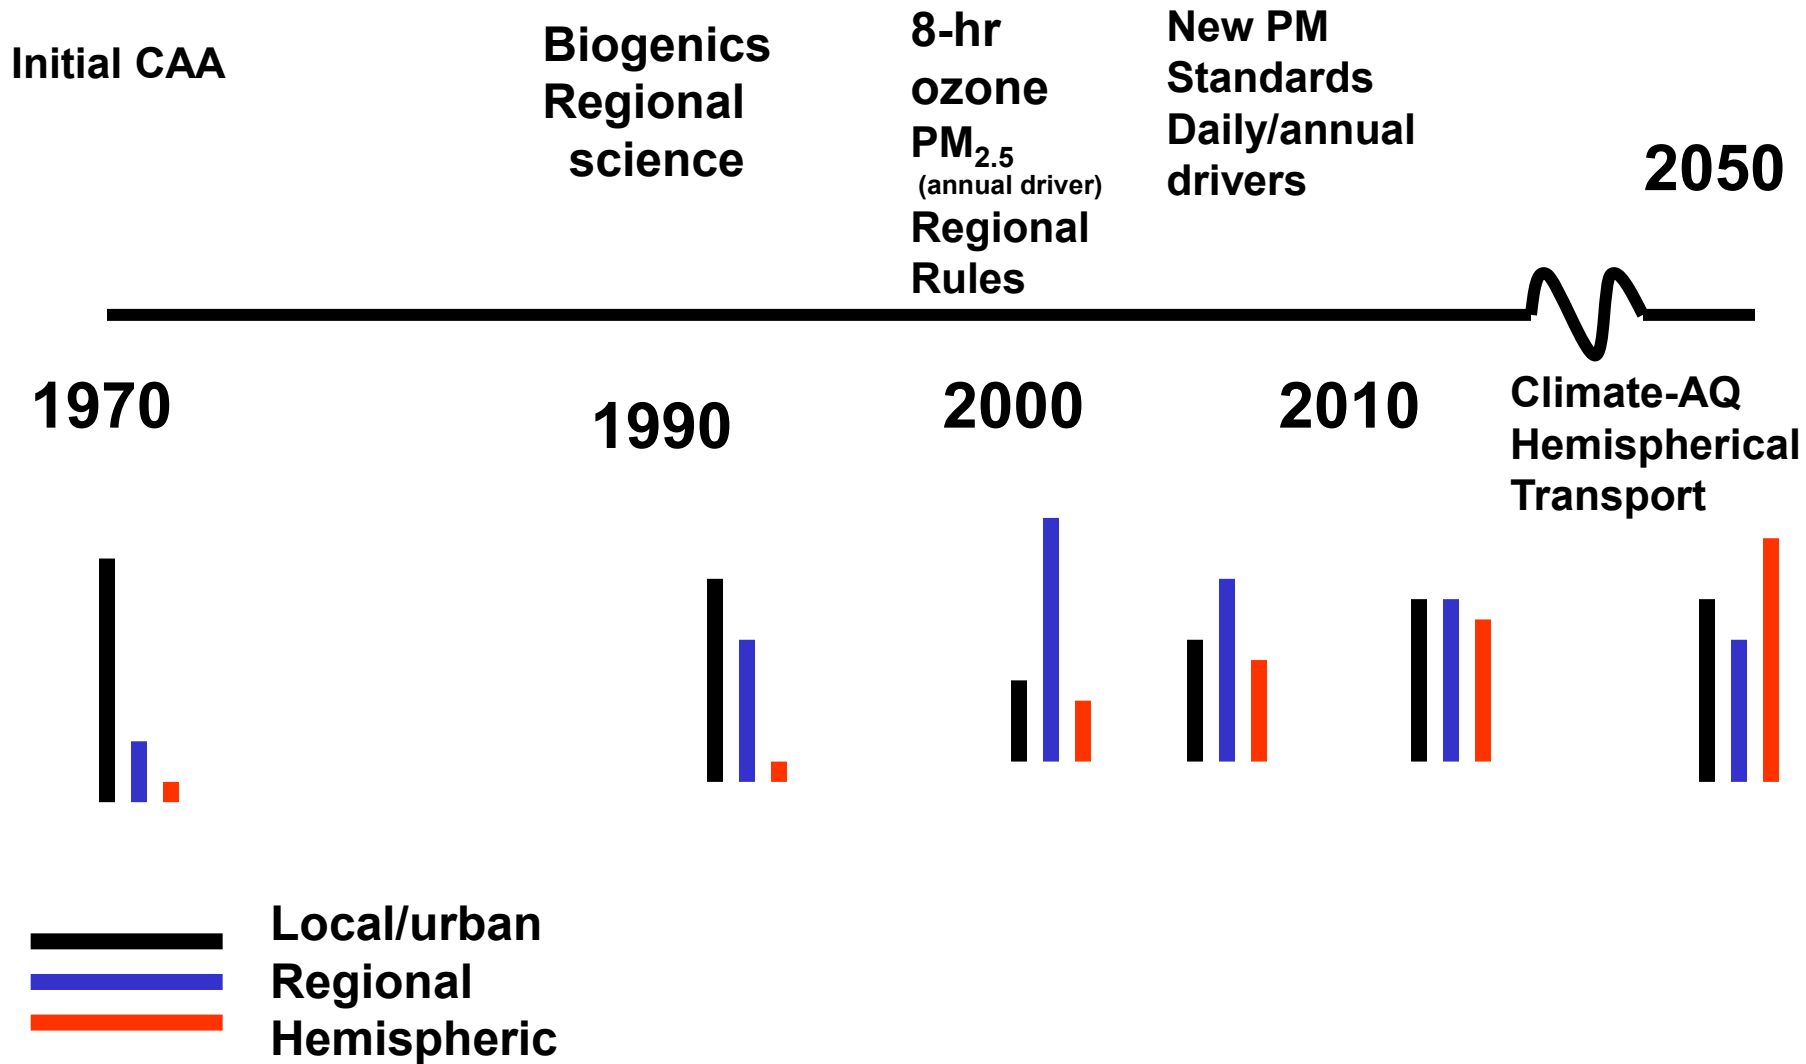 Initial CAA
Biogenics
Regional
science
8-hr
ozone
PM2.5
(annual driver)
Regional
Rules
New PM
Standards
Daily/annual
drivers
2050
1970
1990
2000
2010
Climate-AQ
Hemispherical
Transport
Local/urban
Regional
Hemispheric